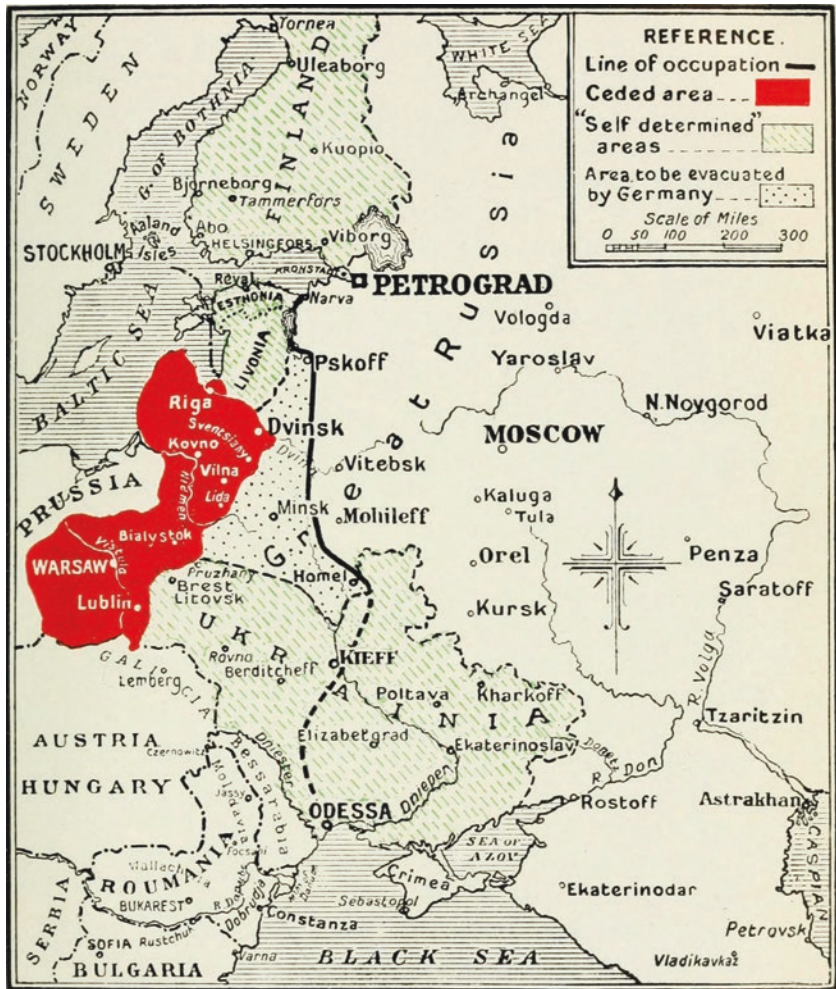 REFERENCE.
Line of occupation
Ceded area
"Self determined" areas
Area to be evacuated
by Germany
Scale of Miles
0 50 100 200 300
NORWAY
SWEDEN
G. OF BOTHNIA
Tornea
Uleaborg
FINLAND
WHITE SEA
Archangel
Kuopio
Bjorneborg
Tammerfors
Aaland
Isles
Abo
HELSINGFORS
Viborg
STOCKHOLM
KRONSTADT
PETROGRAD
Reval
ESTHONIA
Narva
Great Russia
Vologda
Viatka
BALTIC SEA
LIVONIA
Pskoff
Yaroslav
N. Novgorod
Riga
Dvinsk
Sventsiany
Kovno
Dvina
MOSCOW
Vitebsk
Vilna
PRUSSIA
Niemen
Lida
Minsk
Mohileff
Kaluga
Tula
Bialystok
WARSAW
Vistula
Pruzhany
Homel
Orel
Penza
Brest
Litovsk
Saratoff
Lublin
Kursk
UKRAINIA
GALICIA
Rovno
KIEFF
Lemberg
Berditcheff
Poltava
Kharkoff
R. Volga
Tzaritzin
AUSTRIA
HUNGARY
Czernowitz
Elizabetgrad
Ekaterinoslav
Donetz
R. Don
Bessarabia
Dniester
Dnieper
Moldavia
Jassy
ODESSA
Rostoff
Astrakhan
Focsani
SEA OF
AZOV
CASPIAN
Wallachia
ROUMANIA
BUKAREST
R. Danube
Dobrudja
Crimea
Ekaterinodar
SERBIA
Constanza
Sebastopol
Petrovsk
SOFIA
Rustchuk
Varna
BULGARIA
BLACK SEA
Vladikavkaz